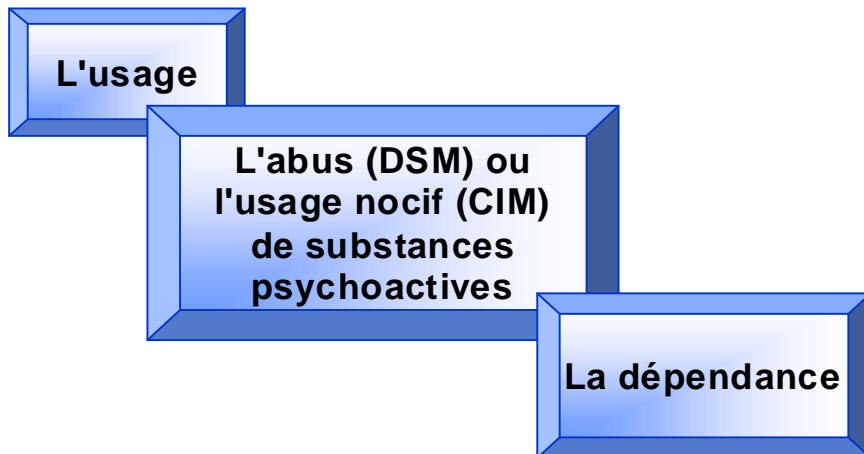 L'usage
L'abus (DSM) ou
l'usage nocif (CIM)
de substances
psychoactives
La dépendance